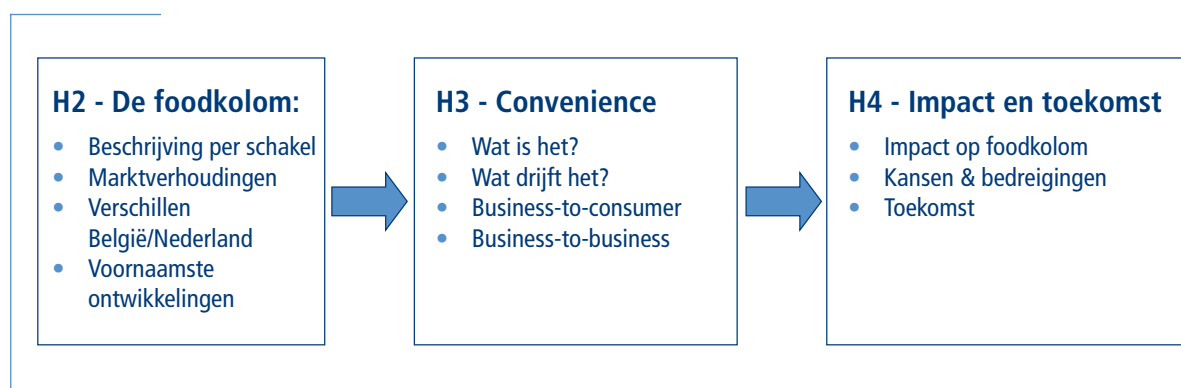 H2 - De foodkolom:
• Beschrijving per schakel
• Marktverhoudingen
• Verschillen
België/Nederland
• Voornaamste
ontwikkelingen
H3 - Convenience
• Wat is het?
• Wat drijft het?
• Business-to-consumer
• Business-to-business
H4 - Impact en toekomst
• Impact op foodkolom
• Kansen & bedreigingen
• Toekomst